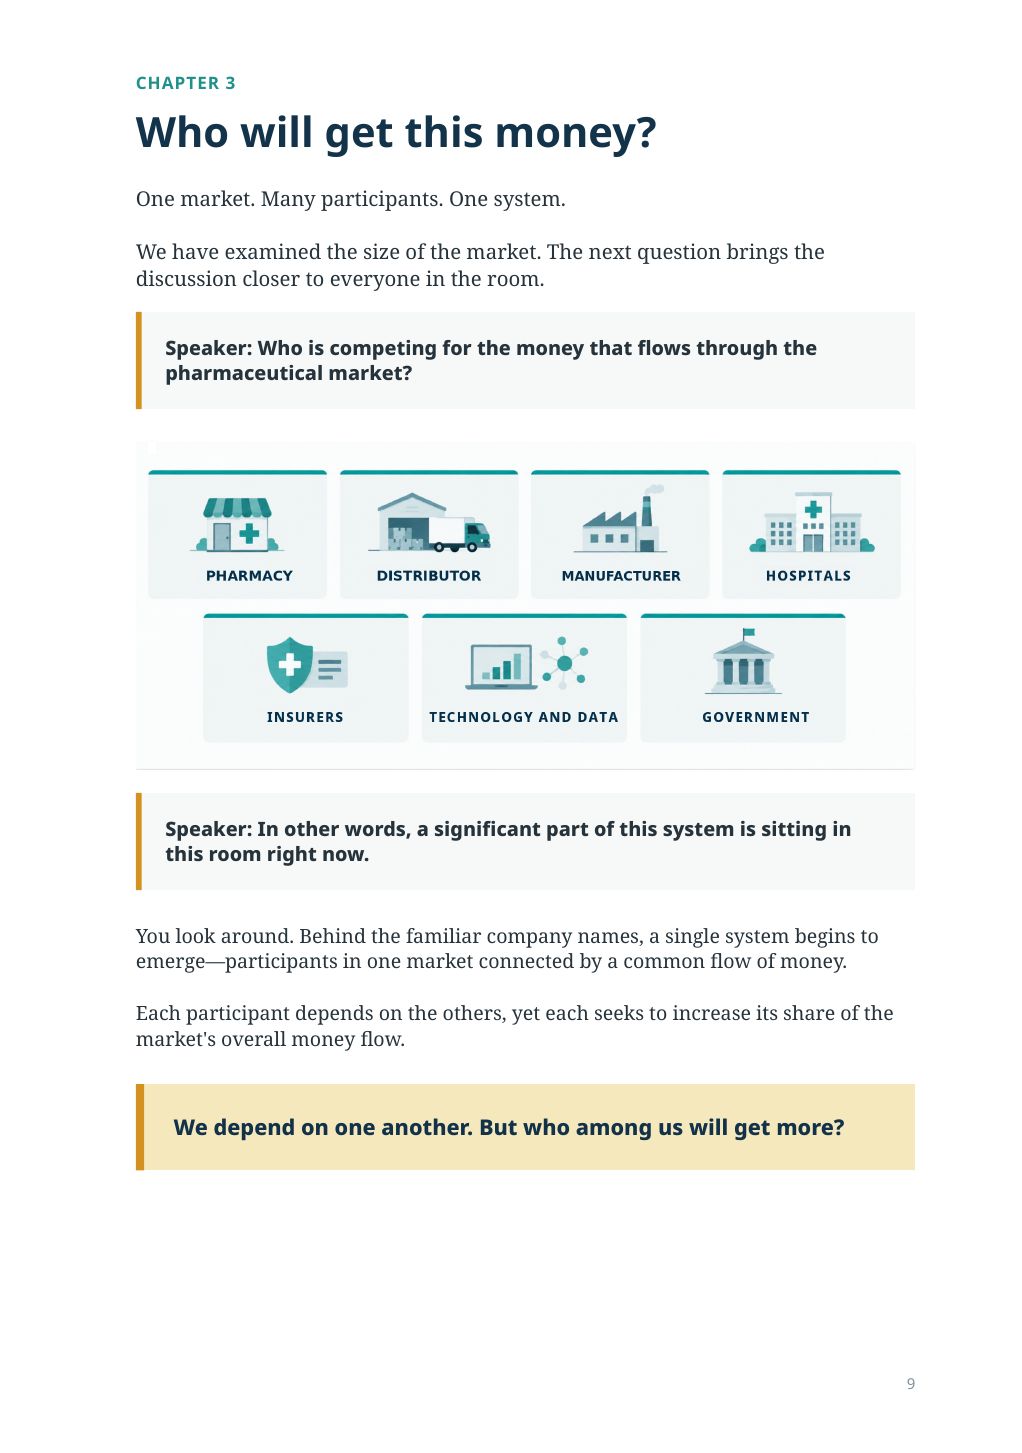 CHAPTER 3
Who will get this money?
One market. Many participants. One system.
We have examined the size of the market. The next question brings the
discussion closer to everyone in the room.
Speaker: Who is competing for the money that flows through the
pharmaceutical market?
PHARMACY
DISTRIBUTOR
MANUFACTURER
HOSPITALS
INSURERS
TECHNOLOGY AND DATA
GOVERNMENT
Speaker: In other words, a significant part of this system is sitting in
this room right now.
You look around. Behind the familiar company names, a single system begins to
emerge—participants in one market connected by a common flow of money.
Each participant depends on the others, yet each seeks to increase its share of the
market's overall money flow.
We depend on one another. But who among us will get more?
9